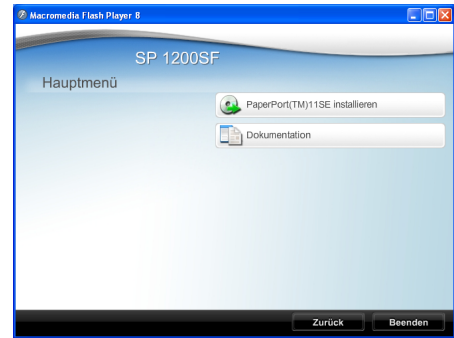 Macromedia Flash Player 8
SP 1200SF
Hauptmenü
PaperPort(TM)11SE installieren
Dokumentation
Zurück
Beenden